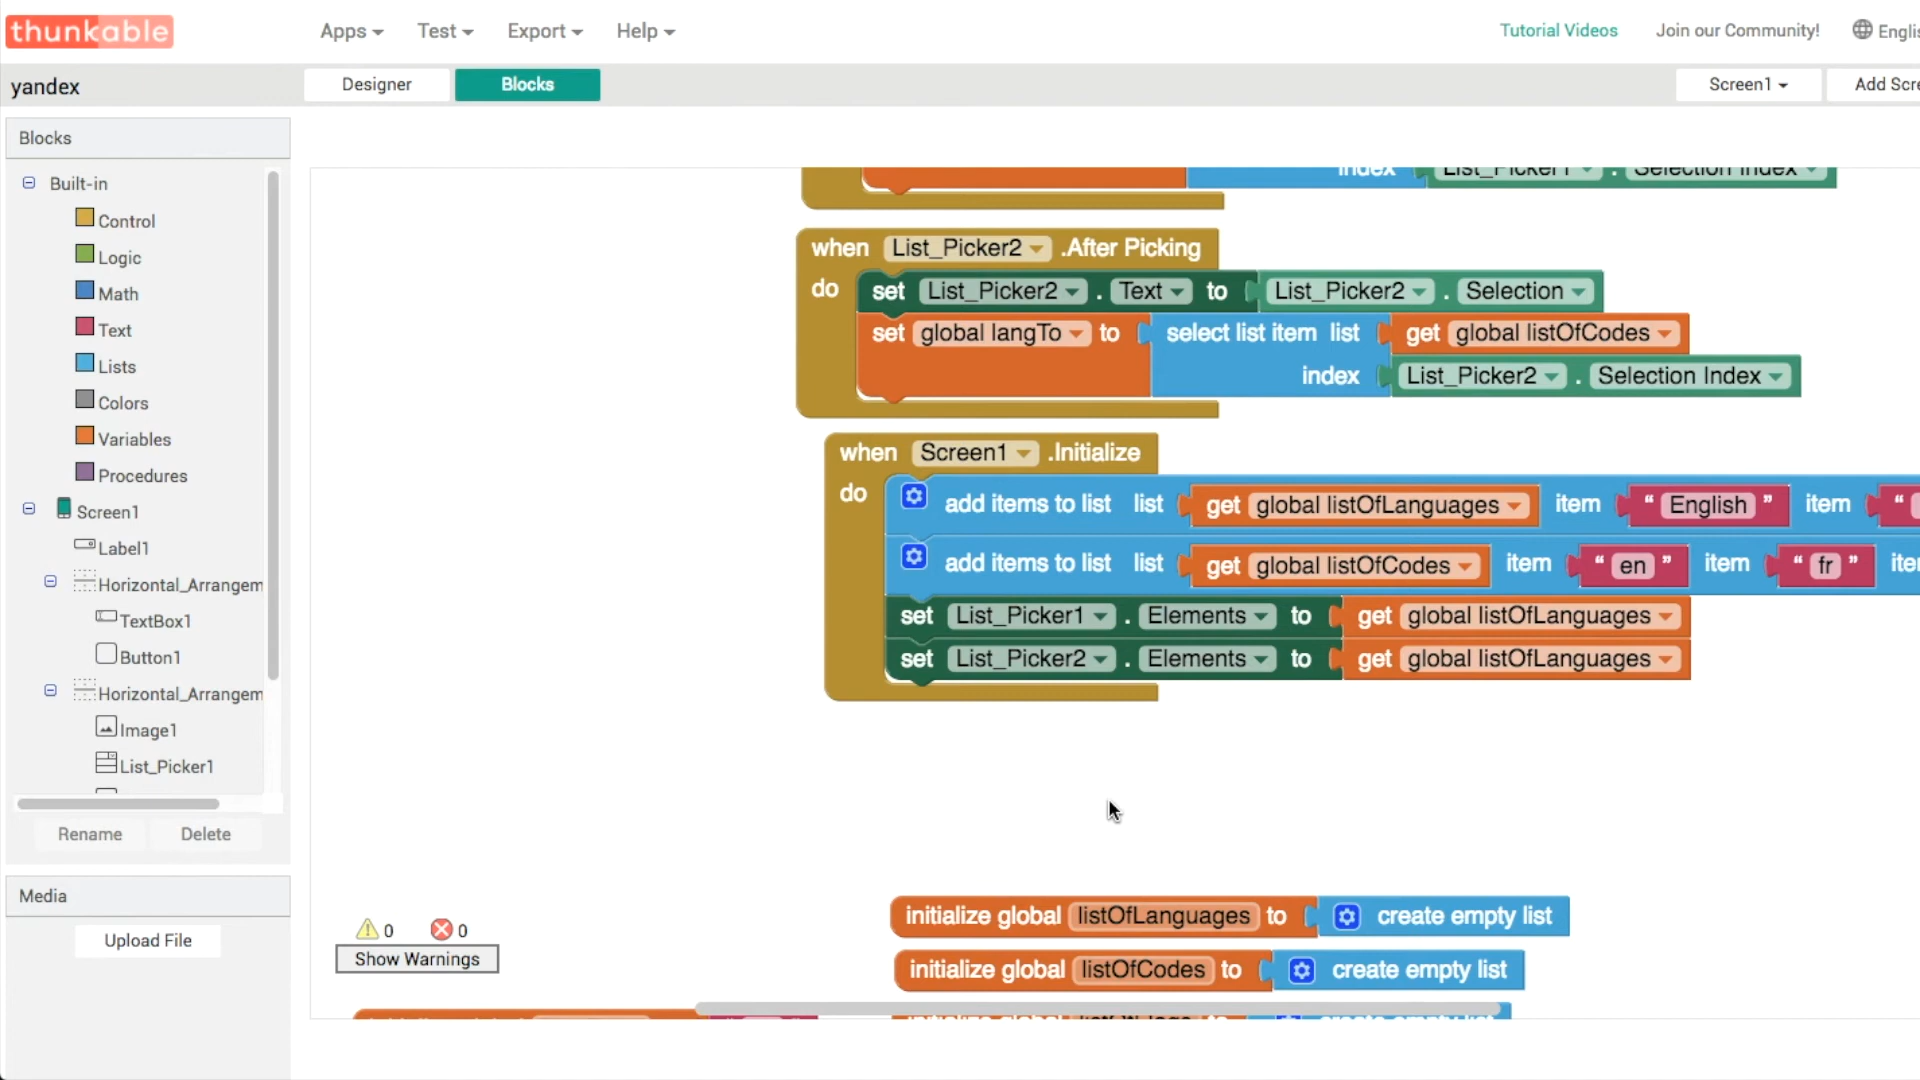 thunkable
Apps Test Export Help
Tutorial Videos Join our Community!
yandex
Designer Blocks
Screen1
Blocks
Built-in
Control
Logic
Math
Text
Lists
Colors
Variables
Procedures
Screen1
Label1
Horizontal_Arrangem
TextBox1
Button1
Horizontal_Arrangem
Image1
List_Picker1
Rename Delete
Media
Upload File
index List_Picker1 . Selection Index
when List_Picker2 .After Picking
do set List_Picker2 . Text to List_Picker2 . Selection
set global langTo to select list item list get global listOfCodes
index List_Picker2 . Selection Index
when Screen1 .Initialize
do add items to list list get global listOfLanguages item “ English ” item “
add items to list list get global listOfCodes item “ en ” item “ fr ”
set List_Picker1 . Elements to get global listOfLanguages
set List_Picker2 . Elements to get global listOfLanguages
0 0
Show Warnings
initialize global listOfLanguages to create empty list
initialize global listOfCodes to create empty list